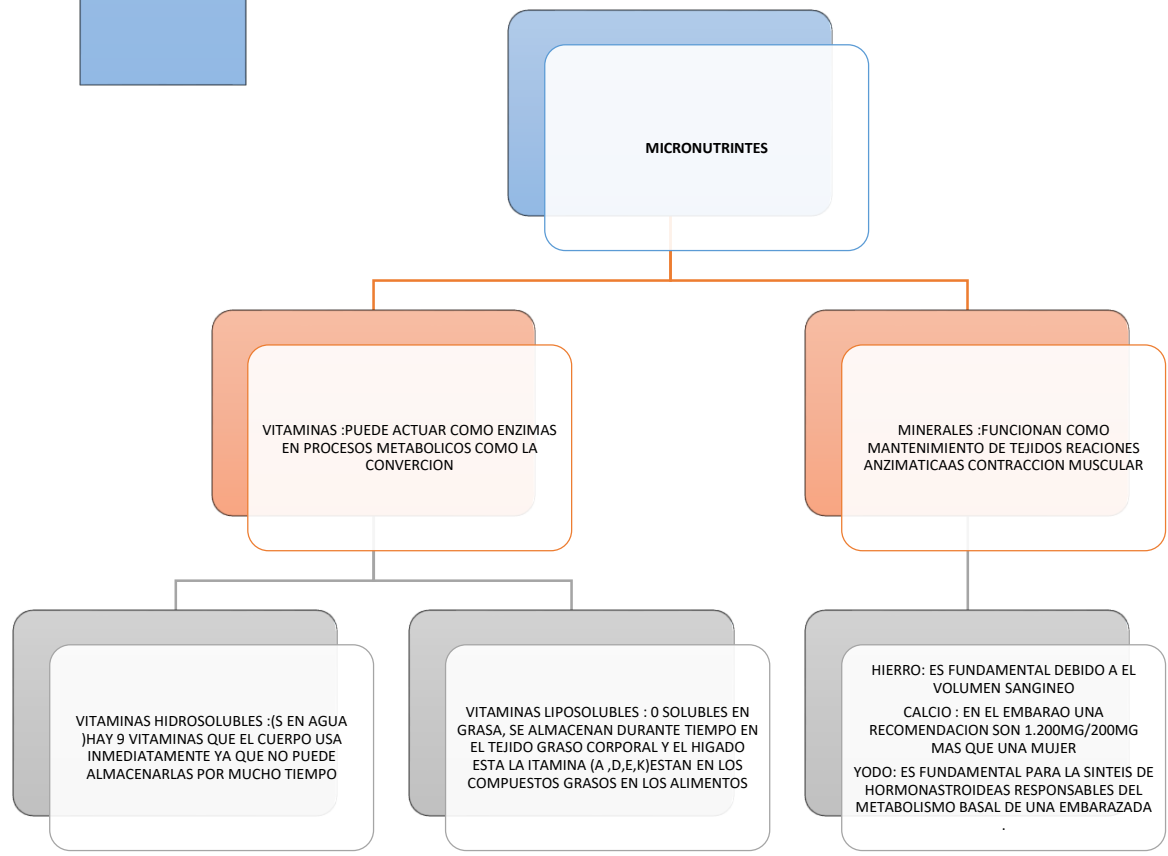 MICRONUTRINTES
VITAMINAS :PUEDE ACTUAR COMO ENZIMAS
EN PROCESOS METABOLICOS COMO LA
CONVERCION
MINERALES :FUNCIONAN COMO
MANTENIMIENTO DE TEJIDOS REACIONES
ANZIMATICAAS CONTRACCION MUSCULAR
VITAMINAS HIDROSOLUBLES :(S EN AGUA
)HAY 9 VITAMINAS QUE EL CUERPO USA
INMEDIATAMENTE YA QUE NO PUEDE
ALMACENARLAS POR MUCHO TIEMPO
VITAMINAS LIPOSOLUBLES : 0 SOLUBLES EN
GRASA, SE ALMACENAN DURANTE TIEMPO EN
EL TEJIDO GRASO CORPORAL Y EL HIGADO
ESTA LA ITAMINA (A ,D,E,K)ESTAN EN LOS
COMPUESTOS GRASOS EN LOS ALIMENTOS
HIERRO: ES FUNDAMENTAL DEBIDO A EL
VOLUMEN SANGINEO
CALCIO : EN EL EMBARAO UNA
RECOMENDACION SON 1.200MG/200MG
MAS QUE UNA MUJER
YODO: ES FUNDAMENTAL PARA LA SINTEIS DE
HORMONASTROIDEAS RESPONSABLES DEL
METABOLISMO BASAL DE UNA EMBARAZADA
.